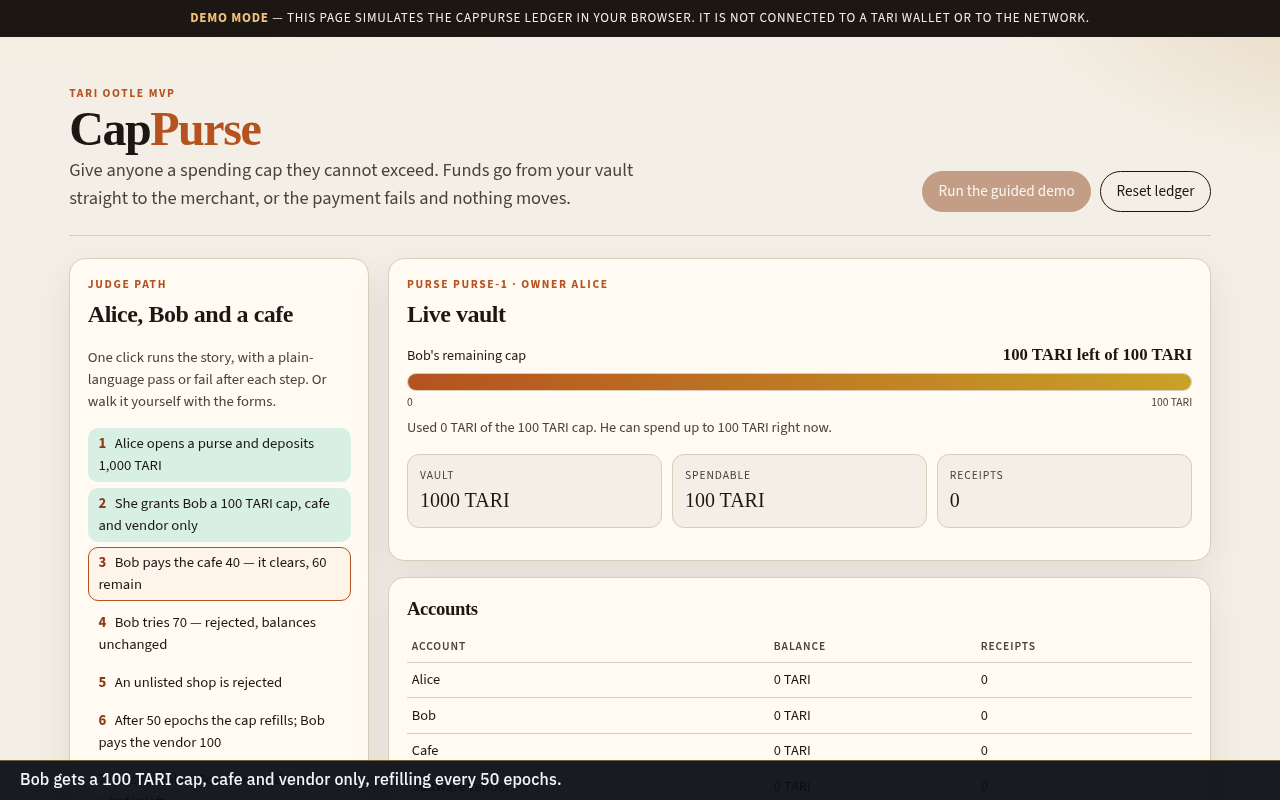 DEMO MODE — THIS PAGE SIMULATES THE CAPPURSE LEDGER IN YOUR BROWSER. IT IS NOT CONNECTED TO A TARI WALLET OR TO THE NETWORK.
TARI OOTLE MVP
CapPurse
Give anyone a spending cap they cannot exceed. Funds go from your vault
straight to the merchant, or the payment fails and nothing moves.
Run the guided demo
Reset ledger
JUDGE PATH
Alice, Bob and a cafe
One click runs the story, with a plain-
language pass or fail after each step. Or
walk it yourself with the forms.
1 Alice opens a purse and deposits
1,000 TARI
2 She grants Bob a 100 TARI cap, cafe
and vendor only
3 Bob pays the cafe 40 — it clears, 60
remain
4 Bob tries 70 — rejected, balances
unchanged
5 An unlisted shop is rejected
6 After 50 epochs the cap refills; Bob
pays the vendor 100
PURSE PURSE-1 · OWNER ALICE
Live vault
Bob's remaining cap
100 TARI left of 100 TARI
0
100 TARI
Used 0 TARI of the 100 TARI cap. He can spend up to 100 TARI right now.
VAULT
1000 TARI
SPENDABLE
100 TARI
RECEIPTS
0
Accounts
ACCOUNT BALANCE RECEIPTS
Alice 0 TARI 0
Bob 0 TARI 0
Cafe 0 TARI 0
Bob gets a 100 TARI cap, cafe and vendor only, refilling every 50 epochs.